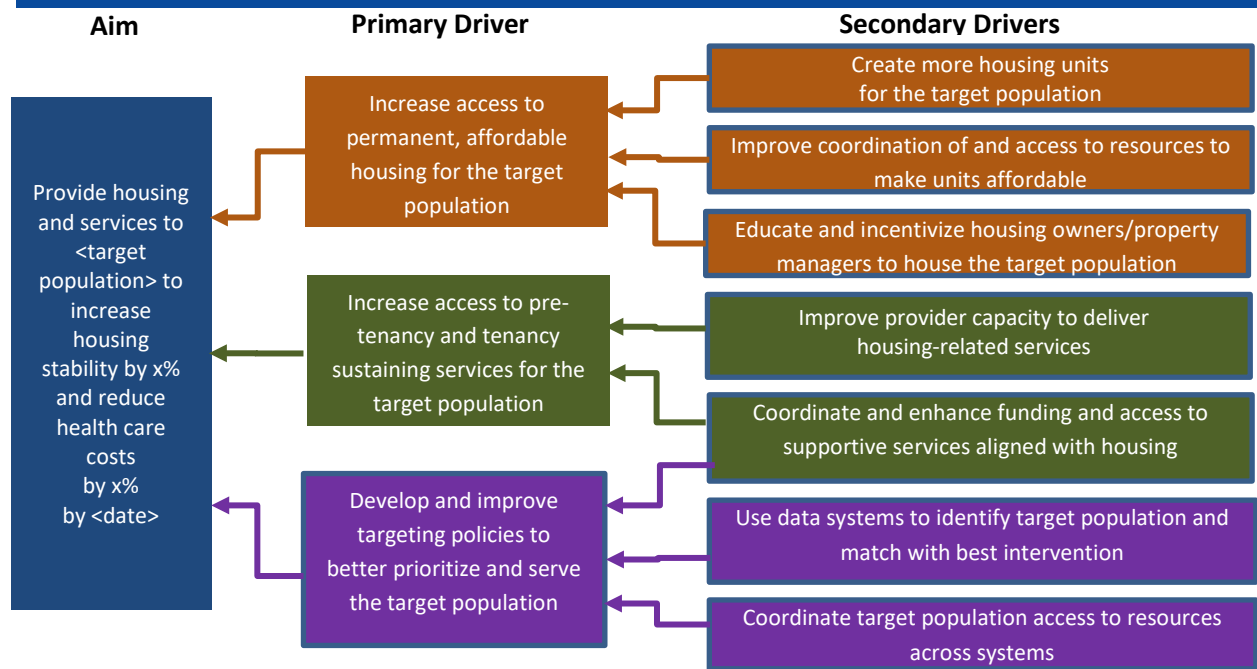 Aim
Primary Driver
Secondary Drivers
Provide housing
and services to
<target
population> to
increase
housing
stability by x%
and reduce
health care
costs
by x%
by <date>
Increase access to
permanent, affordable
housing for the target
population
Increase access to pre-
tenancy and tenancy
sustaining services for the
target population
Develop and improve
targeting policies to
better prioritize and serve
the target population
Create more housing units
for the target population
Improve coordination of and access to resources to
make units affordable
Educate and incentivize housing owners/property
managers to house the target population
Improve provider capacity to deliver
housing-related services
Coordinate and enhance funding and access to
supportive services aligned with housing
Use data systems to identify target population and
match with best intervention
Coordinate target population access to resources
across systems